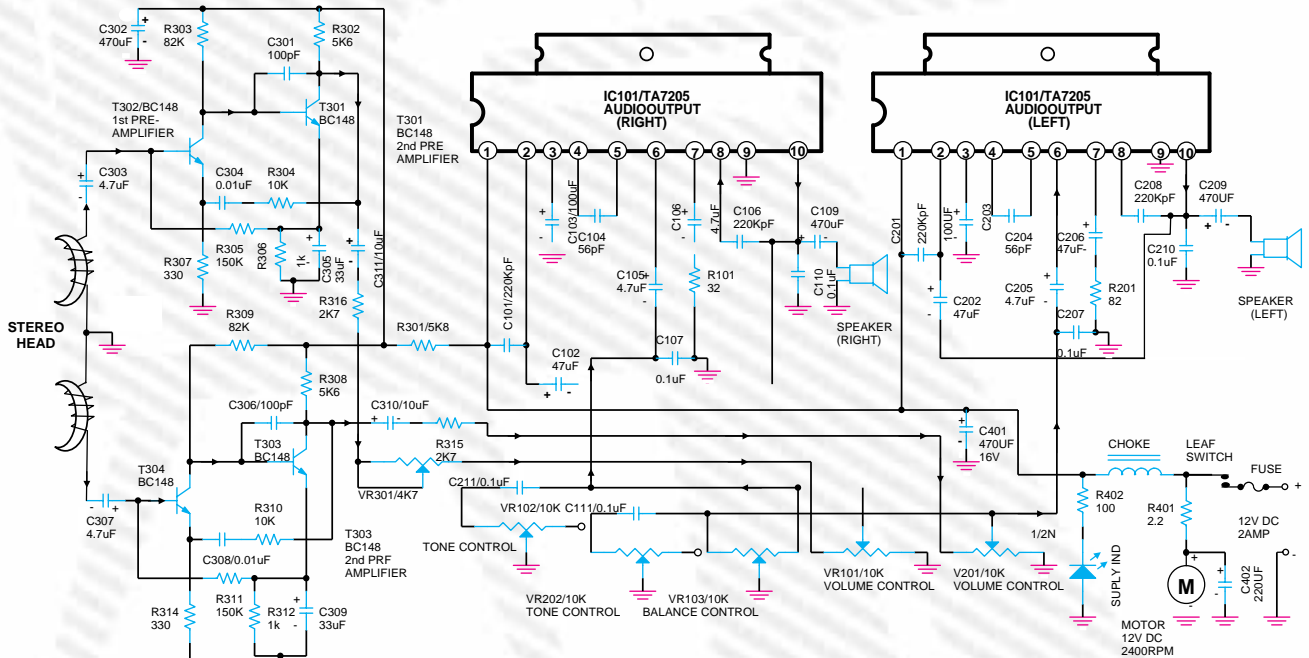 C302
470uF
+
-
R303
82K
C301
100pF
R302
5K6
T302/BC148
1st PRE-
AMPLIFIER
T301
BC148
T301
BC148
2nd PRE
AMPLIFIER
+
-
C303
4.7uF
C304
0.01uF
R304
10K
R305
150K
R306
1k
+
-
C305
33uF
+
-
C311/10uF
R307
330
R316
2K7
STEREO
HEAD
R309
82K
R301/5K8
R308
5K6
C306/100pF
C310/10uF
+
-
T303
BC148
R315
2K7
T304
BC148
VR301/4K7
-
+
C307
4.7uF
R310
10K
C308/0.01uF
T303
BC148
2nd PRF
AMPLIFIER
R311
150K
R314
330
R312
1k
+
-
C309
33uF
IC101/TA7205
AUDIOOUTPUT
(RIGHT)
1
2
3
4
5
6
7
8
9
10
+
-
C103/100uF
C104
56pF
C106
+
-
4.7uF
C106
220KpF
C109
470uF
+
-
C105
4.7uF
+
-
R101
32
C110
0.1uF
SPEAKER
(RIGHT)
C101/220KpF
C102
47uF
+
-
C107
0.1uF
IC101/TA7205
AUDIOOUTPUT
(LEFT)
1
2
3
4
5
6
7
8
9
10
C201
220KpF
100UF
+
-
C203
C204
56pF
C206
47uF
+
-
C208
220KPF
C209
470UF
+
-
C210
0.1uF
C202
47uF
+
-
C205
4.7uF
+
-
R201
82
C207
0.1uF
SPEAKER
(LEFT)
+
-
C401
470UF
16V
CHOKE
LEAF
SWITCH
FUSE
+
R402
100
R401
2.2
12V DC
2AMP
-
SUPLY IND
+
M
-
+
-
C402
220UF
MOTOR
12V DC
2400RPM
C211/0.1uF
VR102/10K
C111/0.1uF
TONE CONTROL
VR202/10K
TONE CONTROL
VR103/10K
BALANCE CONTROL
VR101/10K
VOLUME CONTROL
V201/10K
VOLUME CONTROL
1/2N